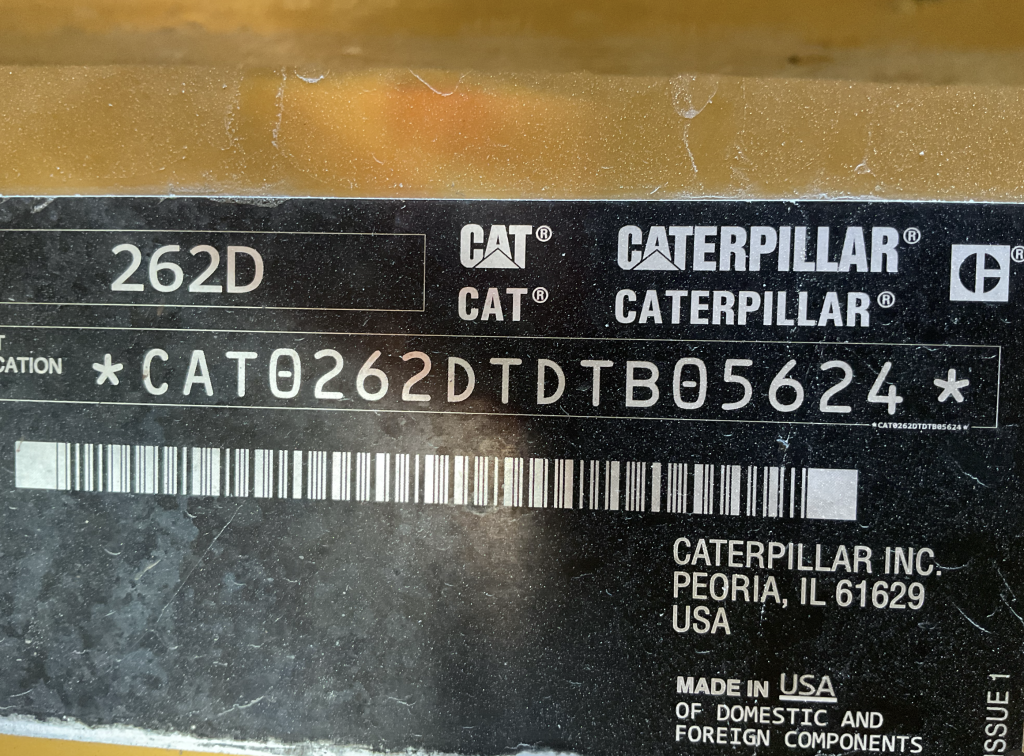 262D
CAT®
CATERPILLAR®
CAT®
CATERPILLAR®
*CAT0262DTDTB05624*
*CAT0262DTDTB05624*
CATERPILLAR INC.
PEORIA, IL 61629
USA
MADE IN USA
OF DOMESTIC AND
FOREIGN COMPONENTS
ISSUE 1